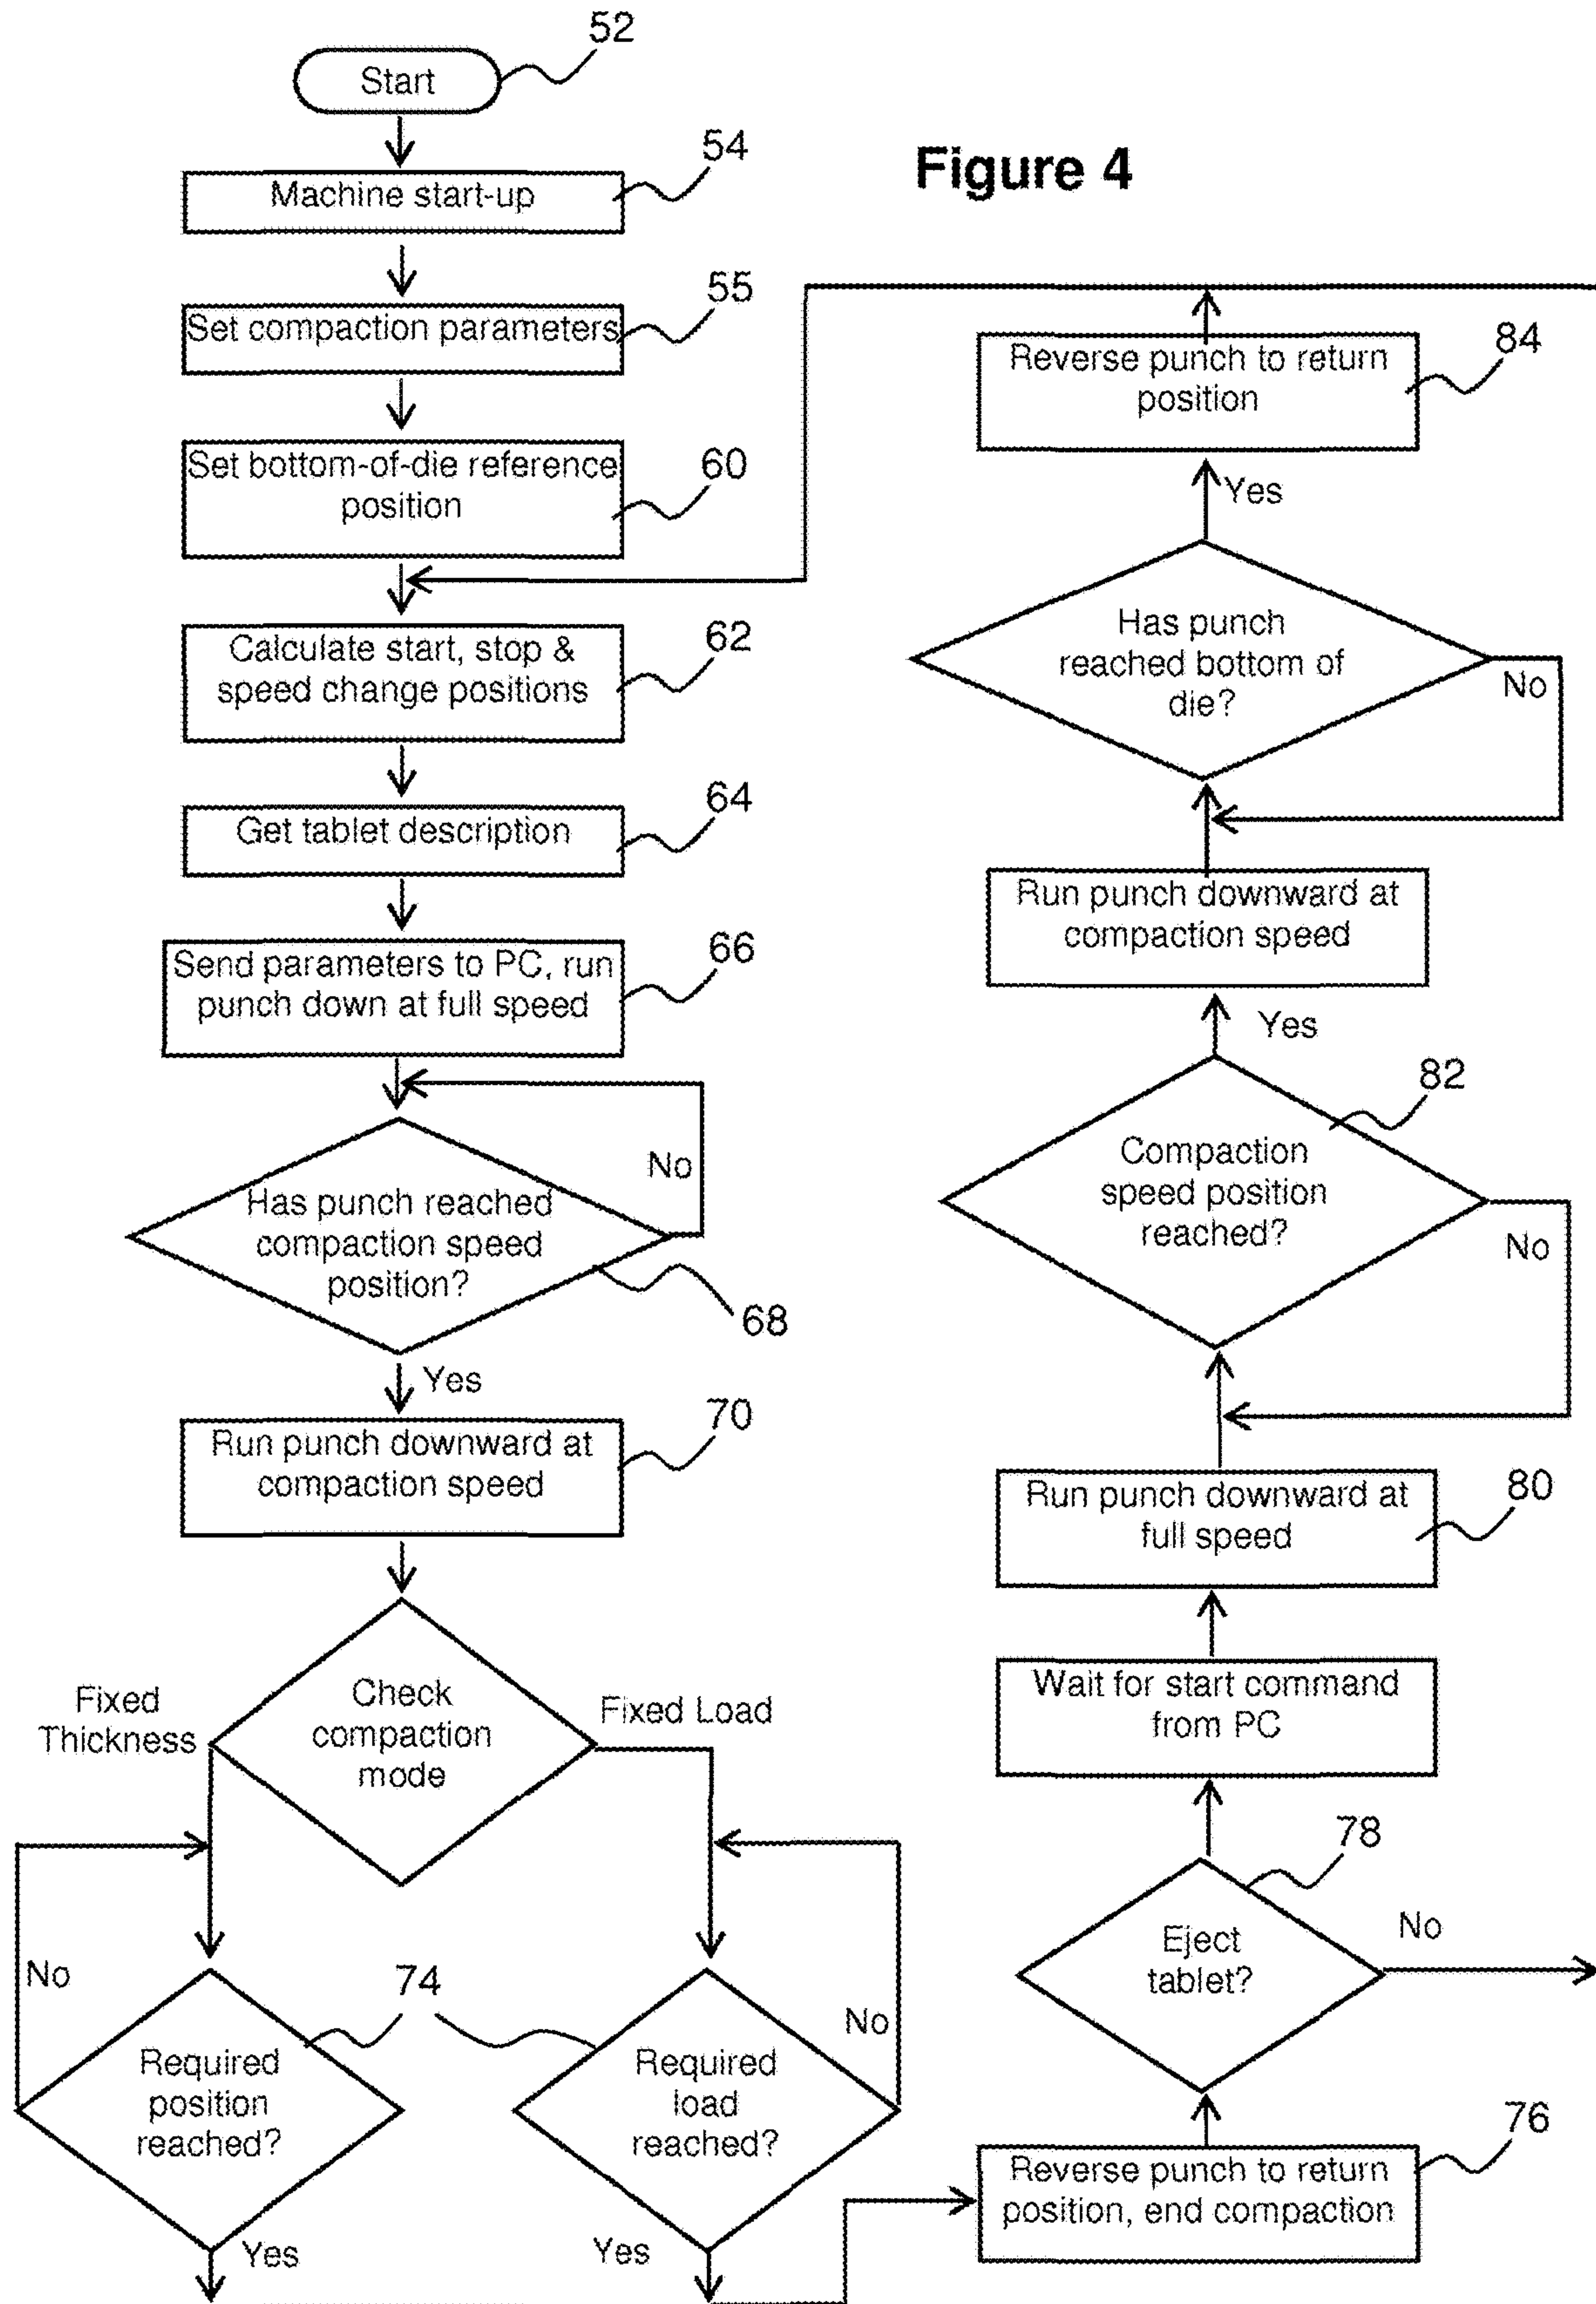 Figure 4
52
Start
54
Machine start-up
55
Set compaction parameters
60
Set bottom-of-die reference
position
62
Calculate start, stop &
speed change positions
64
Get tablet description
66
Send parameters to PC, run
punch down at full speed
No
Has punch reached
compaction speed
position?
68
Yes
70
Run punch downward at
compaction speed
Check
compaction
mode
Fixed
Thickness
Fixed Load
No
74
No
Required
position
reached?
Required
load
reached?
Yes
Yes
76
Reverse punch to return
position, end compaction
78
Eject
tablet?
No
Wait for start command
from PC
80
Run punch downward at
full speed
82
Compaction
speed position
reached?
No
Yes
Run punch downward at
compaction speed
Has punch
reached bottom of
die?
No
Yes
84
Reverse punch to return
position